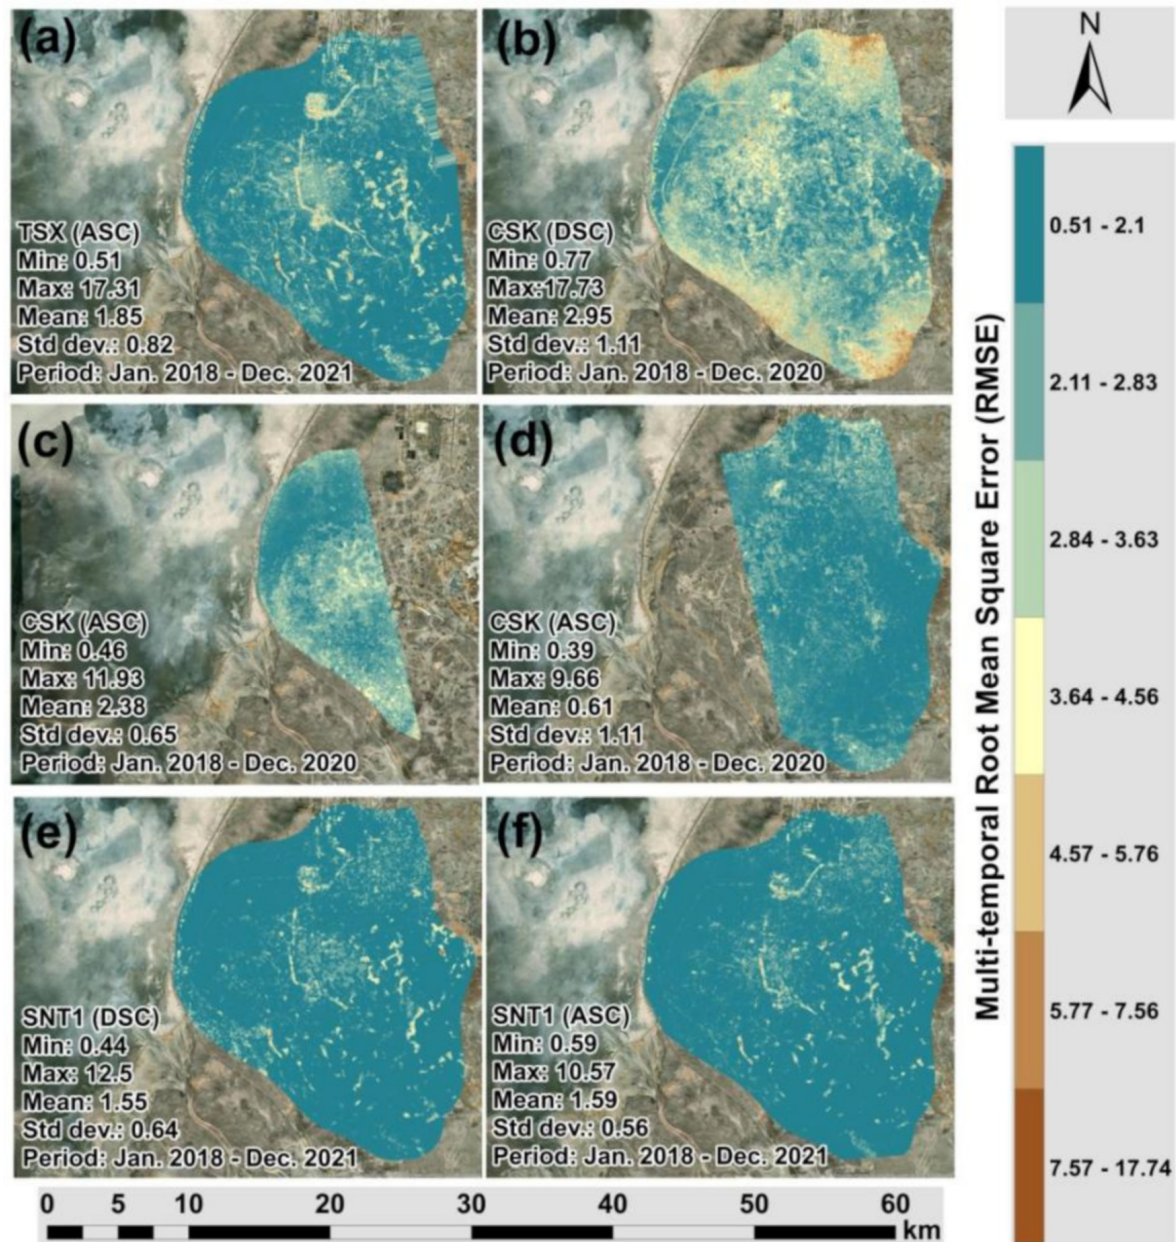 (a)
TSX (ASC)
Min: 0.51
Max: 17.31
Mean: 1.85
Std dev.: 0.82
Period: Jan. 2018 - Dec. 2021
(b)
CSK (DSC)
Min: 0.77
Max:17.73
Mean: 2.95
Std dev.: 1.11
Period: Jan. 2018 - Dec. 2020
(c)
CSK (ASC)
Min: 0.46
Max: 11.93
Mean: 2.38
Std dev.: 0.65
Period: Jan. 2018 - Dec. 2020
(d)
CSK (ASC)
Min: 0.39
Max: 9.66
Mean: 0.61
Std dev.: 1.11
Period: Jan. 2018 - Dec. 2020
(e)
SNT1 (DSC)
Min: 0.44
Max: 12.5
Mean: 1.55
Std dev.: 0.64
Period: Jan. 2018 - Dec. 2021
(f)
SNT1 (ASC)
Min: 0.59
Max: 10.57
Mean: 1.59
Std dev.: 0.56
Period: Jan. 2018 - Dec. 2021
N
Multi-temporal Root Mean Square Error (RMSE)
0.51 - 2.1
2.11 - 2.83
2.84 - 3.63
3.64 - 4.56
4.57 - 5.76
5.77 - 7.56
7.57 - 17.74
0 5 10 20 30 40 50 60
km